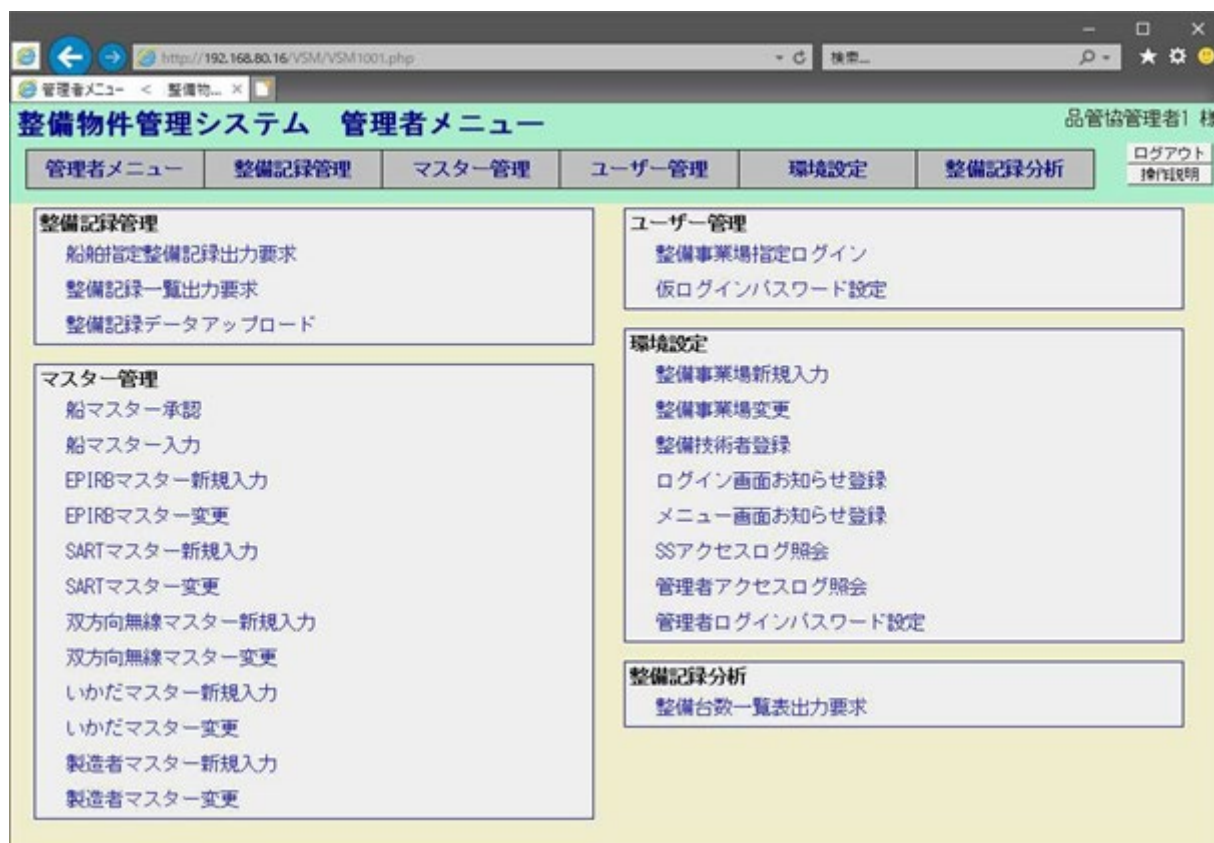 http://192.168.80.16/VSM/VSM1001.php
検索...
管理者メニュー < 整備物...
整備物件管理システム 管理者メニュー
品管協管理者1 様
管理者メニュー 整備記録管理 マスター管理 ユーザー管理 環境設定 整備記録分析
ログアウト
操作説明
整備記録管理
船舶指定整備記録出力要求
整備記録一覧出力要求
整備記録データアップロード
マスター管理
船マスター承認
船マスター入力
EPIRBマスター新規入力
EPIRBマスター変更
SARTマスター新規入力
SARTマスター変更
双方向無線マスター新規入力
双方向無線マスター変更
いかだマスター新規入力
いかだマスター変更
製造者マスター新規入力
製造者マスター変更
ユーザー管理
整備事業場指定ログイン
仮ログインパスワード設定
環境設定
整備事業場新規入力
整備事業場変更
整備技術者登録
ログイン画面お知らせ登録
メニュー画面お知らせ登録
SSアクセスログ照会
管理者アクセスログ照会
管理者ログインパスワード設定
整備記録分析
整備台数一覧表出力要求